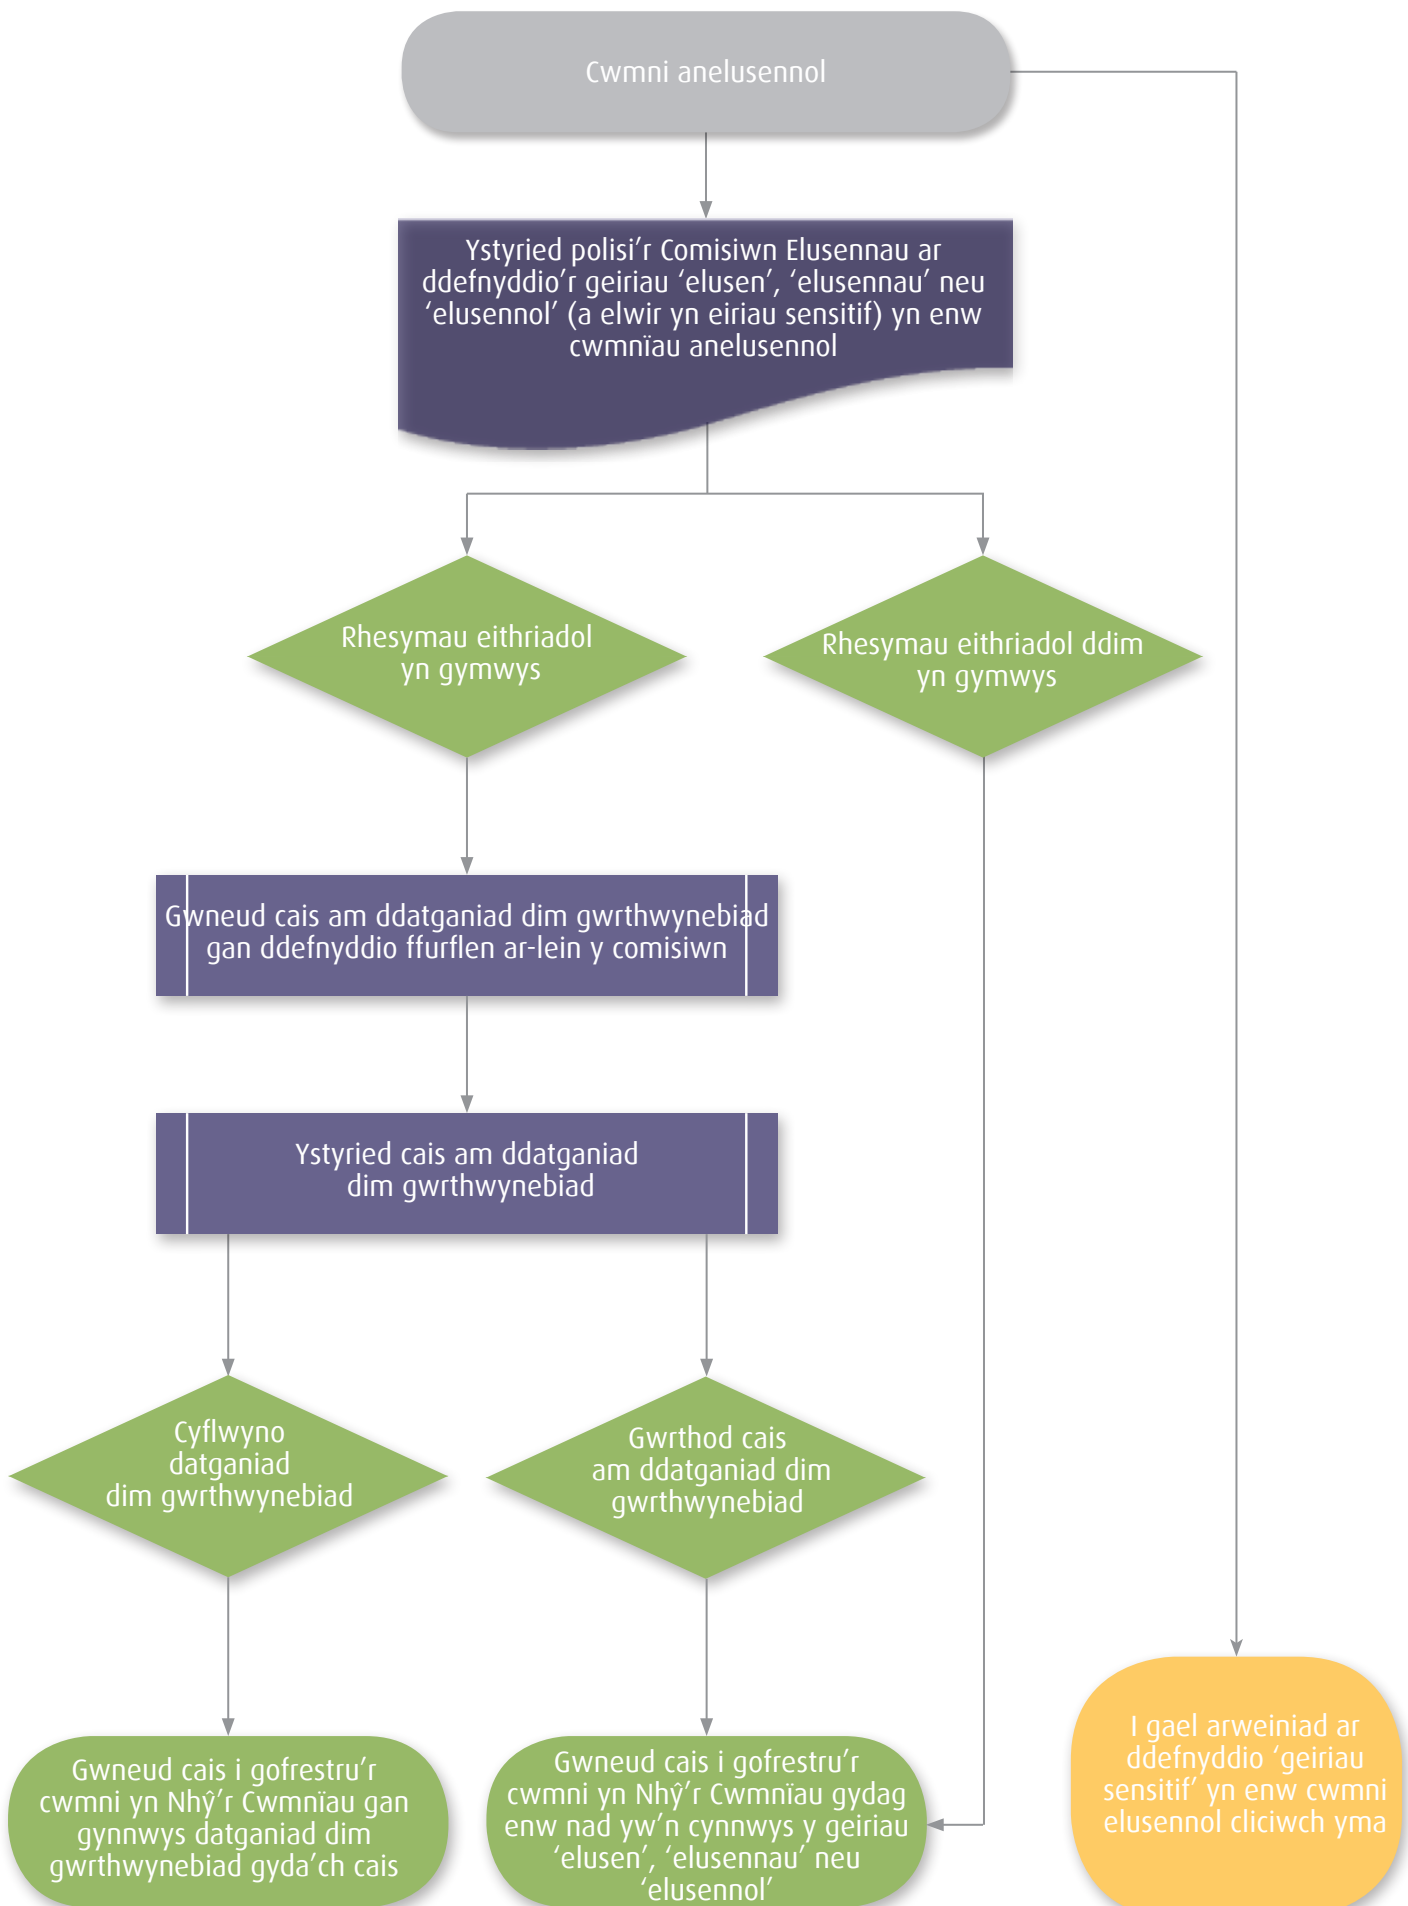 Cwmni anelusennol
Ystyried polisi’r Comisiwn Elusennau ar
ddefnyddio’r geiriau ‘elusen’, ‘elusennau’ neu
‘elusennol’ (a elwir yn eiriau sensitif) yn enw
cwmnïau anelusennol
Rhesymau eithriadol
yn gymwys
Rhesymau eithriadol ddim
yn gymwys
Gwneud cais am ddatganiad dim gwrthwynebiad
gan ddefnyddio ffurflen ar-lein y comisiwn
Ystyried cais am ddatganiad
dim gwrthwynebiad
Cyflwyno
datganiad
dim gwrthwynebiad
Gwrthod cais
am ddatganiad dim
gwrthwynebiad
Gwneud cais i gofrestru’r
cwmni yn Nhŷ’r Cwmnïau gan
gynnwys datganiad dim
gwrthwynebiad gyda’ch cais
Gwneud cais i gofrestru’r
cwmni yn Nhŷ’r Cwmnïau gydag
enw nad yw’n cynnwys y geiriau
‘elusen’, ‘elusennau’ neu
‘elusennol’
I gael arweiniad ar
ddefnyddio ‘geiriau
sensitif’ yn enw cwmni
elusennol cliciwch yma